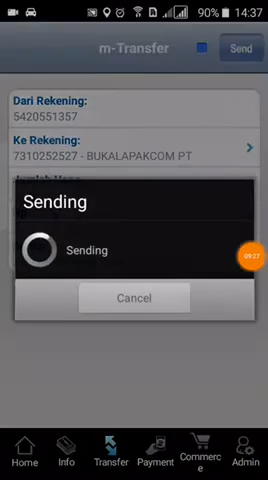 90% 14:37
m-Transfer
Send
Dari Rekening:
5420551357
Ke Rekening:
7310252527 - BUKALAPAKCOM PT
Sending
Sending
09:27
Cancel
Home
Info
Transfer
Payment
Commerc
e
Admin